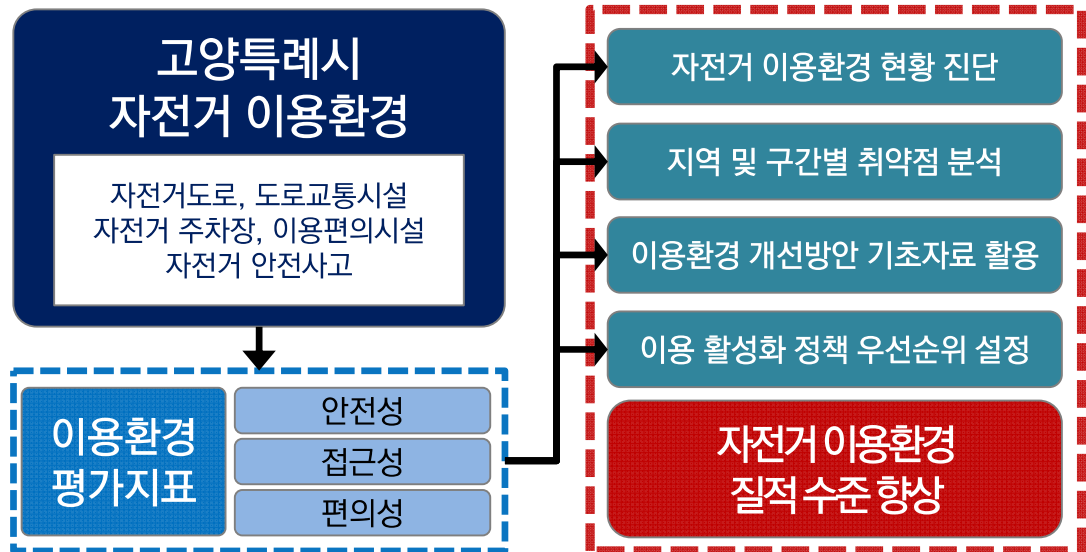 고양특례시
자전거 이용환경
자전거도로, 도로교통시설
자전거 주차장, 이용편의시설
자전거 안전사고
이용환경
평가지표
안전성
접근성
편의성
자전거 이용환경 현황 진단
지역 및 구간별 취약점 분석
이용환경 개선방안 기초자료 활용
이용 활성화 정책 우선순위 설정
자전거 이용환경
질적 수준 향상